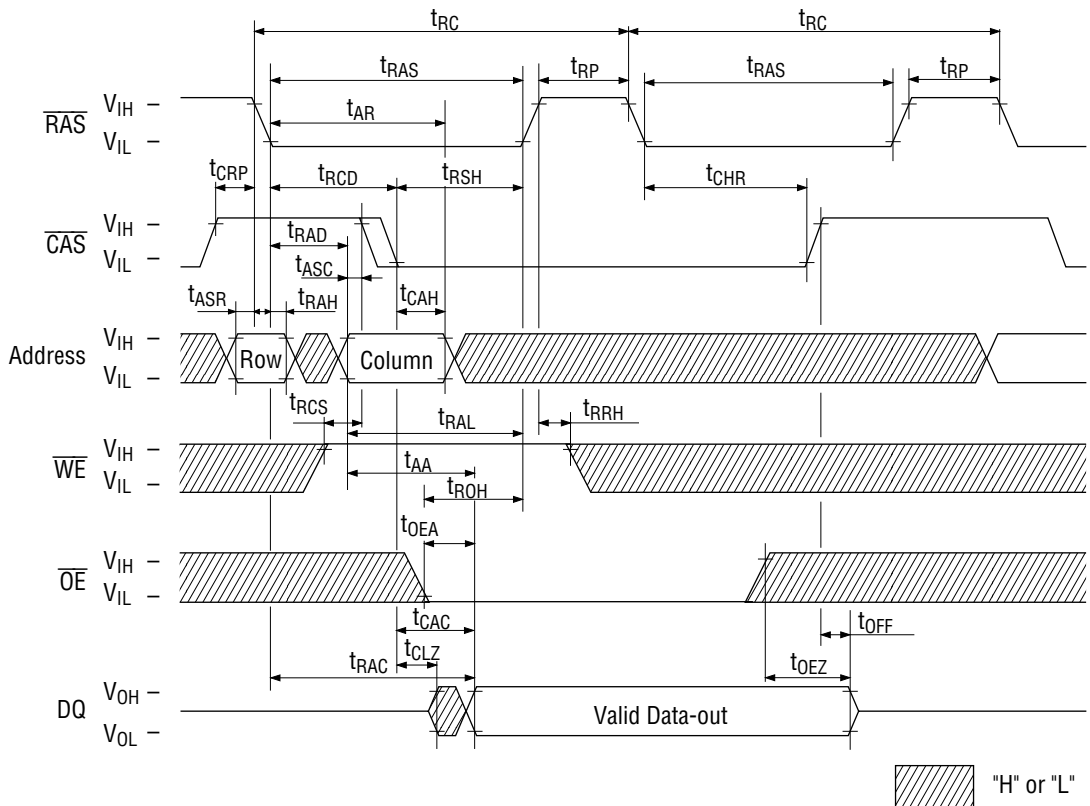 tRC tRC
tRAS tRP tRAS tRP
RAS VIH –
VIL –
tAR
tCRP tRCD tRSH tCHR
CAS VIH –
VIL –
tRAD
tASC
tASR tRAH tCAH
Address VIH –
VIL –
Row Column
tRCS tRAL tRRH
WE VIH –
VIL –
tAA
tROH
tOEA
OE VIH –
VIL –
tCAC tOFF
tRAC tCLZ tOEZ
DQ VOH –
VOL –
Valid Data-out
"H" or "L"